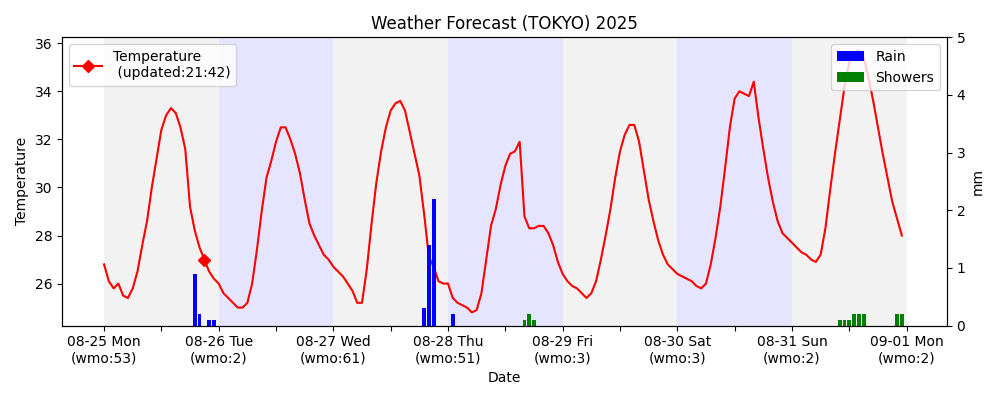 Weather Forecast (TOKYO) 2025
Temperature
(updated:21:42)
Rain
Showers
Temperature
36
34
32
30
28
26
5
4
3
2
1
0
mm
08-25 Mon 08-26 Tue 08-27 Wed 08-28 Thu 08-29 Fri 08-30 Sat 08-31 Sun 09-01 Mon
(wmo:53) (wmo:2) (wmo:61) (wmo:51) (wmo:3) (wmo:3) (wmo:2) (wmo:2)
Date